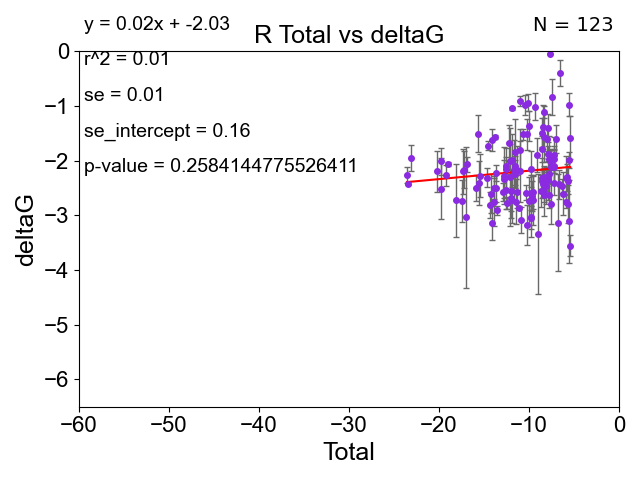 y = 0.02x + -2.03
N = 123
R Total vs deltaG
r^2 = 0.01
se = 0.01
se_intercept = 0.16
p-value = 0.2584144775526411
deltaG
0
−1
−2
−3
−4
−5
−6
−60
−50
−40
−30
−20
−10
0
Total